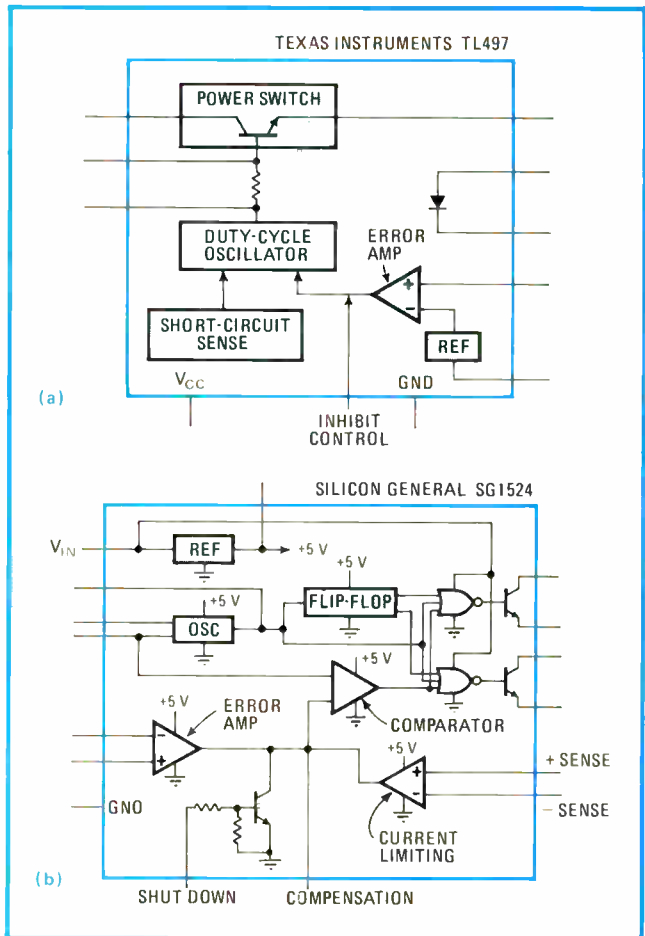 TEXAS INSTRUMENTS TL497
POWER SWITCH
DUTY-CYCLE
OSCILLATOR
ERROR
AMP
+
−
SHORT-CIRCUIT
SENSE
REF
(a)
VCC
GND
INHIBIT
CONTROL
SILICON GENERAL SG1524
VIN
REF
+5 V
+5 V
+5 V
FLIP-FLOP
OSC
+5 V
COMPARATOR
ERROR
AMP
+5 V
−
+
+5 V
+
−
+ SENSE
− SENSE
GNO
CURRENT
LIMITING
(b)
SHUT DOWN
COMPENSATION